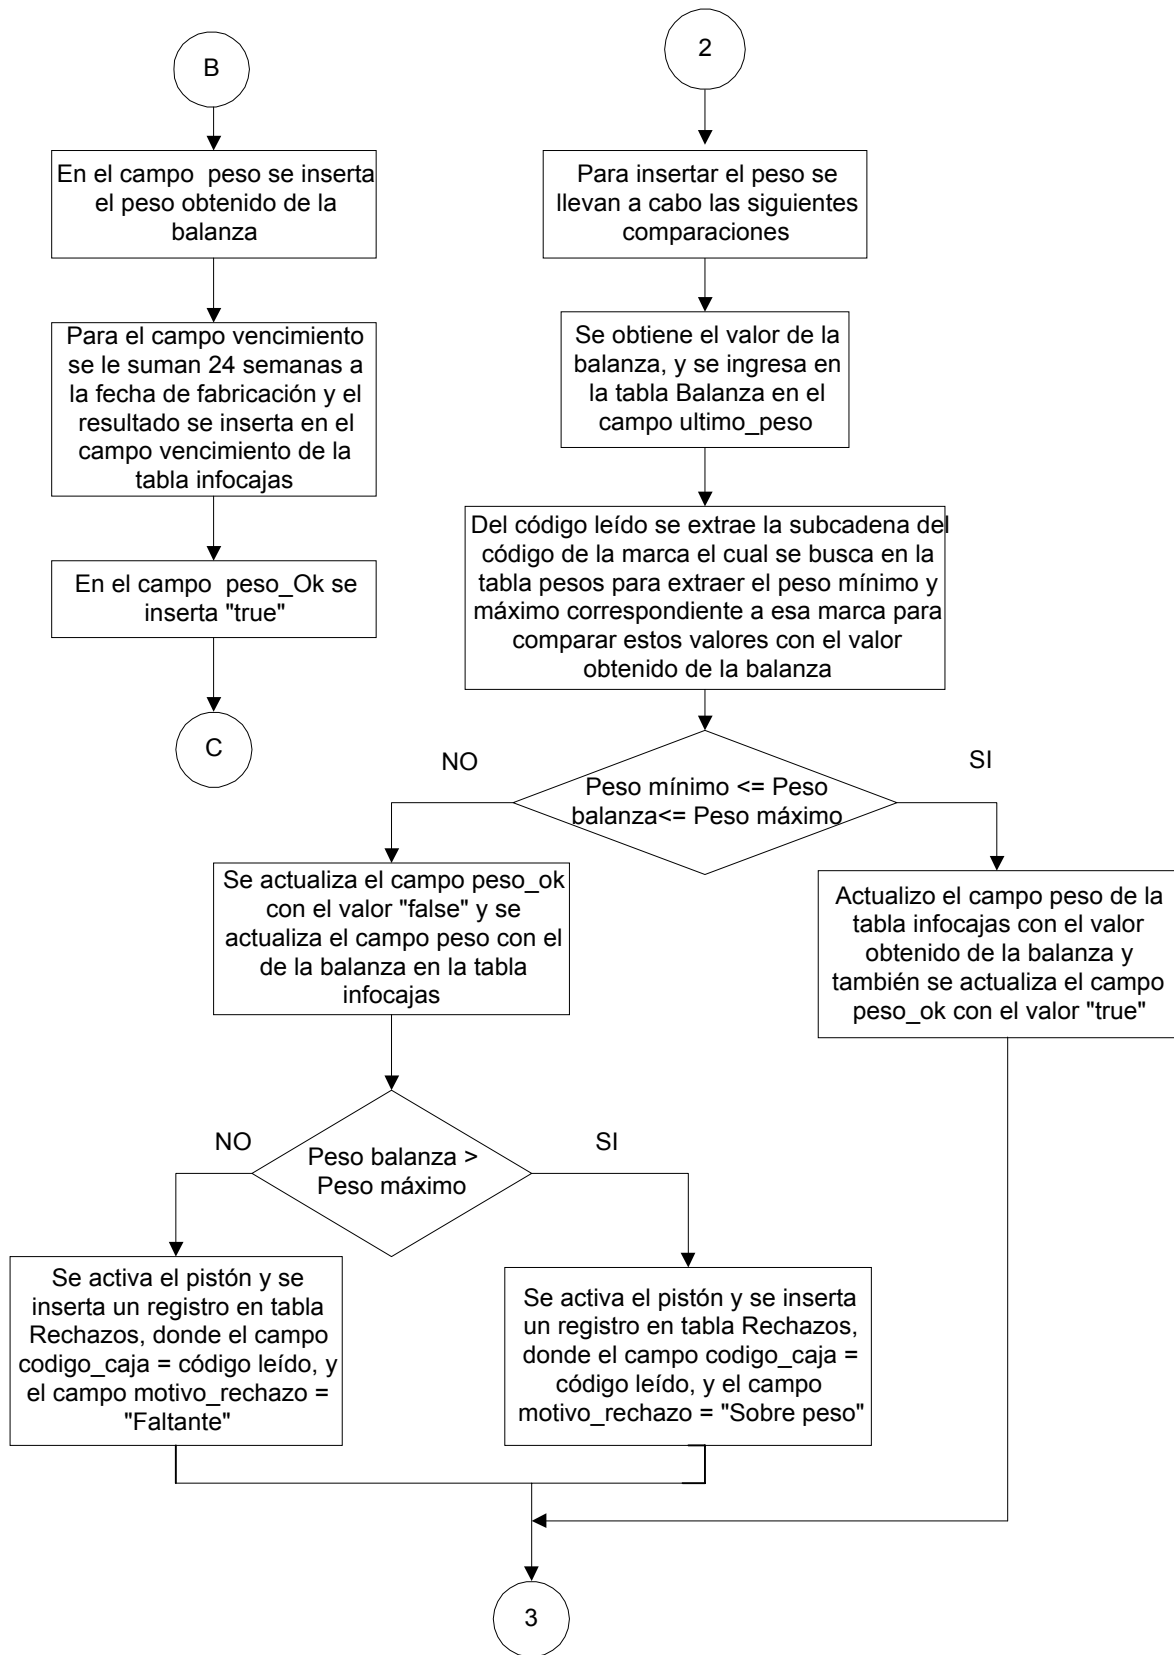 B
En el campo  peso se inserta
el peso obtenido de la
balanza
Para el campo vencimiento
se le suman 24 semanas a
la fecha de fabricación y el
resultado se inserta en el
campo vencimiento de la
tabla infocajas
En el campo  peso_Ok se
inserta "true"
C
2
Para insertar el peso se
llevan a cabo las siguientes
comparaciones
Se obtiene el valor de la
balanza, y se ingresa en
la tabla Balanza en el
campo ultimo_peso
Del código leído se extrae la subcadena del
código de la marca el cual se busca en la
tabla pesos para extraer el peso mínimo y
máximo correspondiente a esa marca para
comparar estos valores con el valor
obtenido de la balanza
NO
SI
Peso mínimo <= Peso
balanza<= Peso máximo
Se actualiza el campo peso_ok
con el valor "false" y se
actualiza el campo peso con el
de la balanza en la tabla
infocajas
Actualizo el campo peso de la
tabla infocajas con el valor
obtenido de la balanza y
también se actualiza el campo
peso_ok con el valor "true"
NO
SI
Peso balanza >
Peso máximo
Se activa el pistón y se
inserta un registro en tabla
Rechazos, donde el campo
codigo_caja = código leído, y
el campo motivo_rechazo =
"Faltante"
Se activa el pistón y se inserta
un registro en tabla Rechazos,
donde el campo codigo_caja =
código leído, y el campo
motivo_rechazo = "Sobre peso"
3